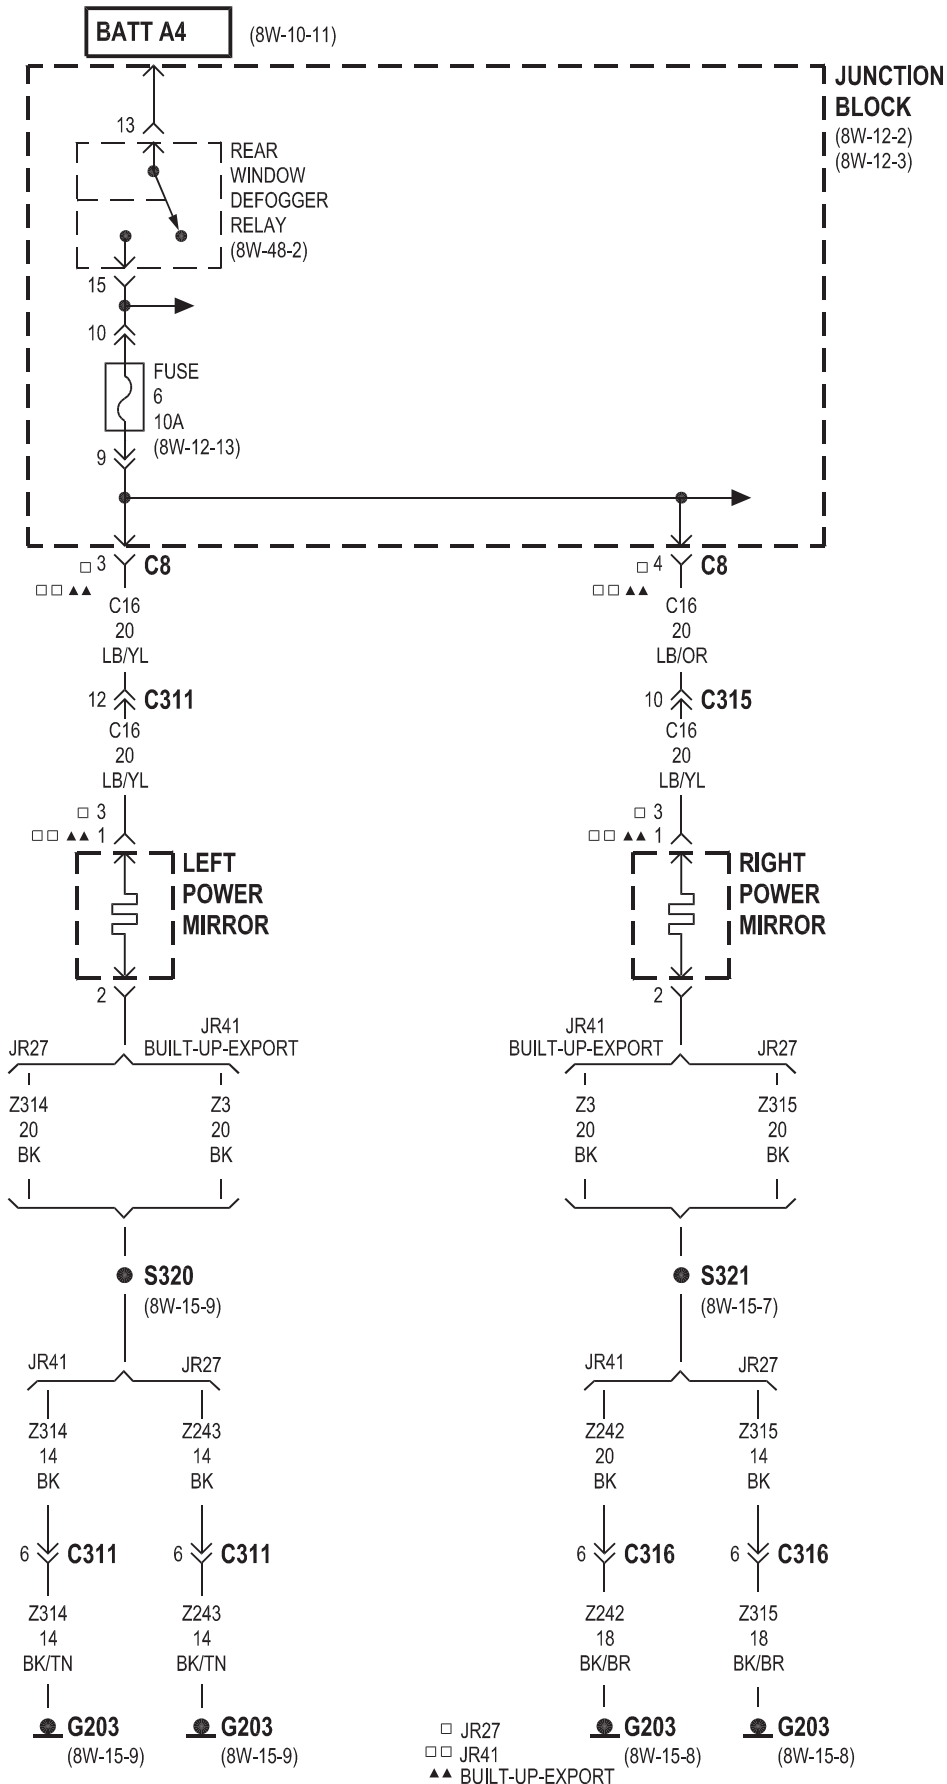 BATT A4
(8W-10-11)
JUNCTION
BLOCK
(8W-12-2)
(8W-12-3)
13
REAR
WINDOW
DEFOGGER
RELAY
(8W-48-2)
15
10
FUSE
6
10A
(8W-12-13)
9
□ 3 C8
□□ ▲▲
C16
20
LB/YL
12 C311
C16
20
LB/YL
□ 3
□□ ▲▲ 1
LEFT
POWER
MIRROR
2
□ 4 C8
□□ ▲▲
C16
20
LB/OR
10 C315
C16
20
LB/YL
□ 3
□□ ▲▲ 1
RIGHT
POWER
MIRROR
2
JR27
JR41
BUILT-UP-EXPORT
Z314
20
BK
Z3
20
BK
JR41
BUILT-UP-EXPORT
JR27
Z3
20
BK
Z315
20
BK
S320
(8W-15-9)
S321
(8W-15-7)
JR41
JR27
Z314
14
BK
Z243
14
BK
6 C311
6 C311
Z314
14
BK/TN
Z243
14
BK/TN
G203
(8W-15-9)
G203
(8W-15-9)
JR41
JR27
Z242
20
BK
Z315
14
BK
6 C316
6 C316
Z242
18
BK/BR
Z315
18
BK/BR
G203
(8W-15-8)
G203
(8W-15-8)
□ JR27
□□ JR41
▲▲ BUILT-UP-EXPORT